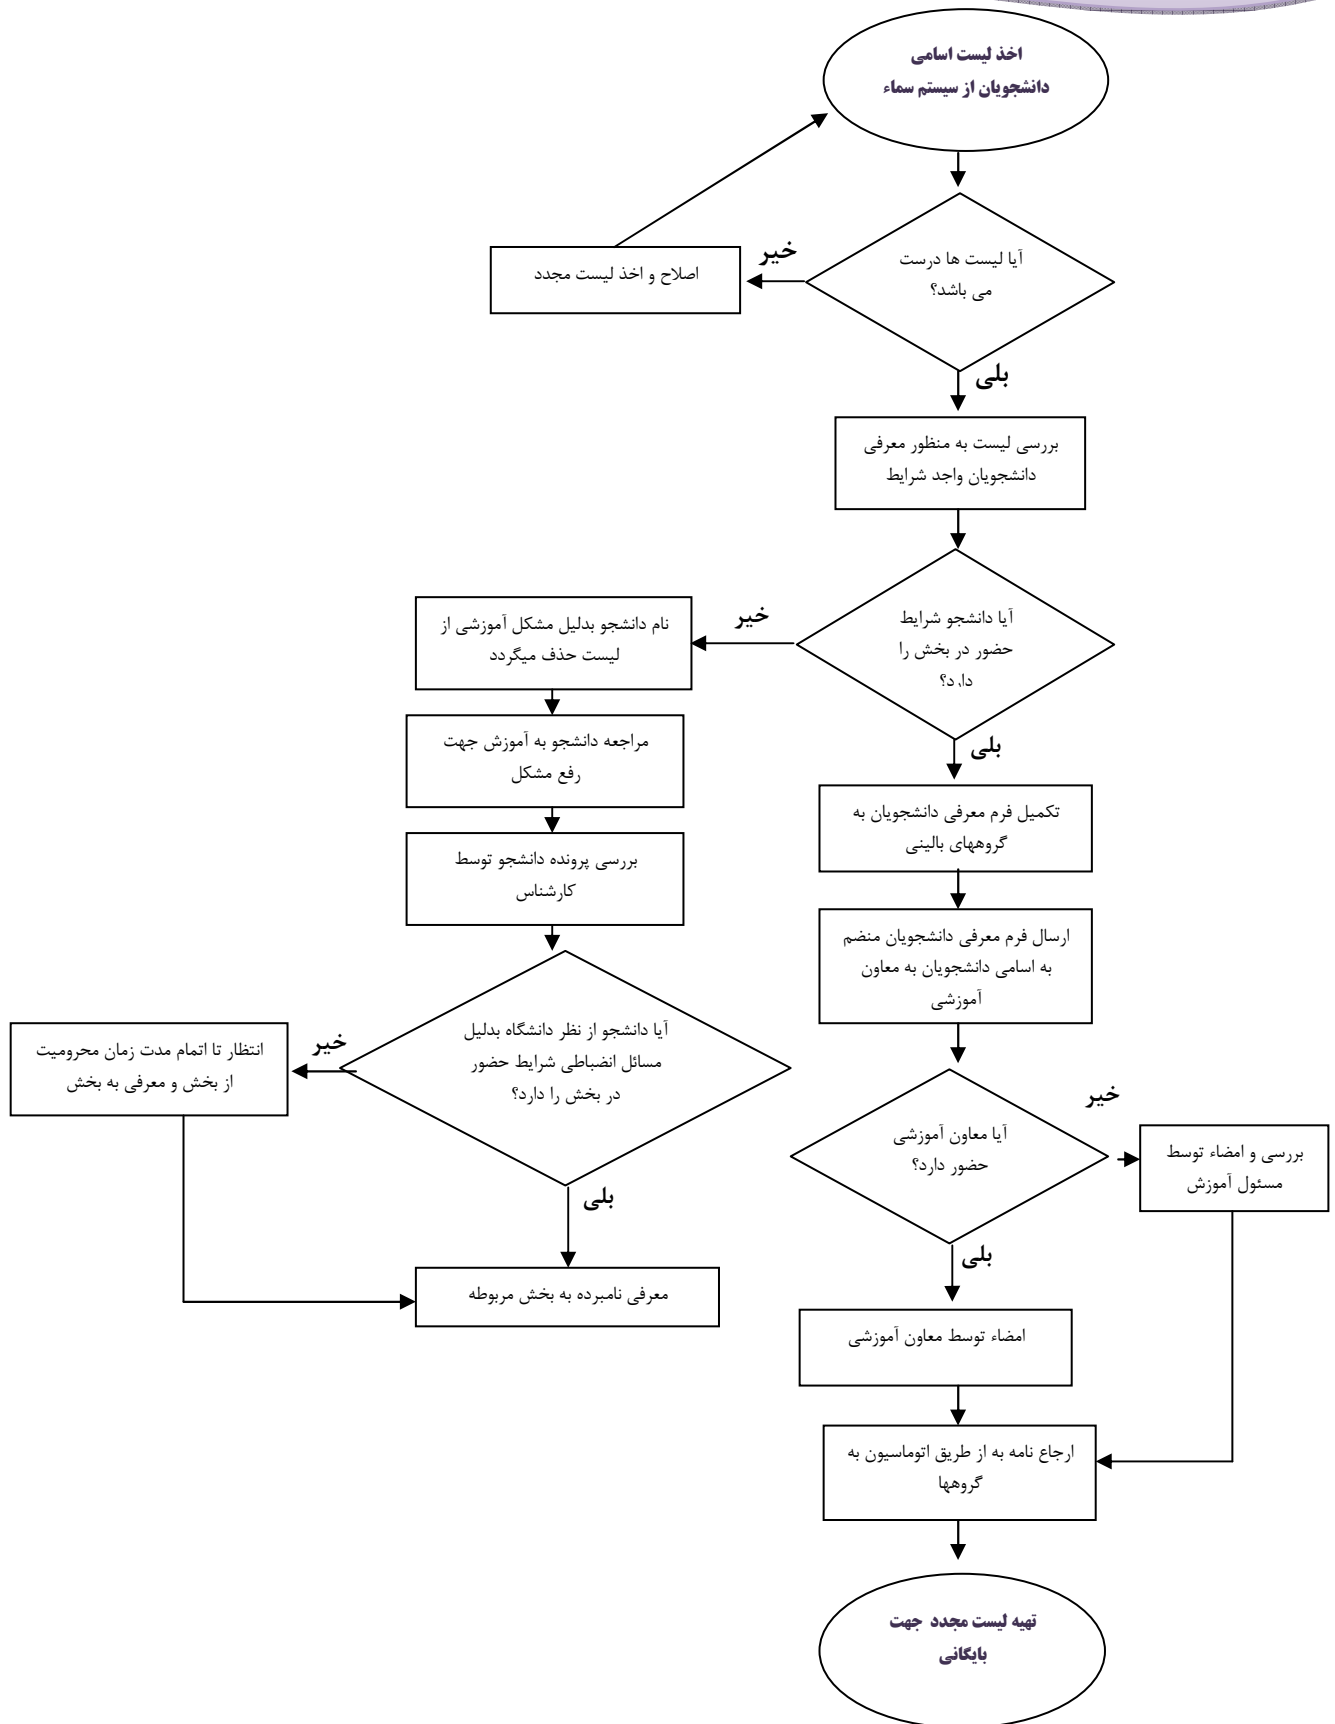 اخذ لیست اسامی
دانشجویان از سیستم سماء
آیا لیست ها درست
می باشد؟
خیر
اصلاح و اخذ لیست مجدد
بلی
بررسی لیست به منظور معرفی
دانشجویان واجد شرایط
آیا دانشجو شرایط
حضور در بخش را
دارد؟
خیر
نام دانشجو بدلیل مشکل آموزشی از
لیست حذف میگردد
مراجعه دانشجو به آموزش جهت
رفع مشکل
بررسی پرونده دانشجو توسط
کارشناس
آیا دانشجو از نظر دانشگاه بدلیل
مسائل انضباطی شرایط حضور
در بخش را دارد؟
خیر
انتظار تا اتمام مدت زمان محرومیت
از بخش و معرفی به بخش
بلی
معرفی نامبرده به بخش مربوطه
بلی
تکمیل فرم معرفی دانشجویان به
گروههای بالینی
ارسال فرم معرفی دانشجویان منضم
به اسامی دانشجویان به معاون
آموزشی
آیا معاون آموزشی
حضور دارد؟
خیر
بررسی و امضاء توسط
مسئول آموزش
بلی
امضاء توسط معاون آموزشی
ارجاع نامه به از طریق اتوماسیون به
گروهها
تهیه لیست مجدد جهت
بایگانی